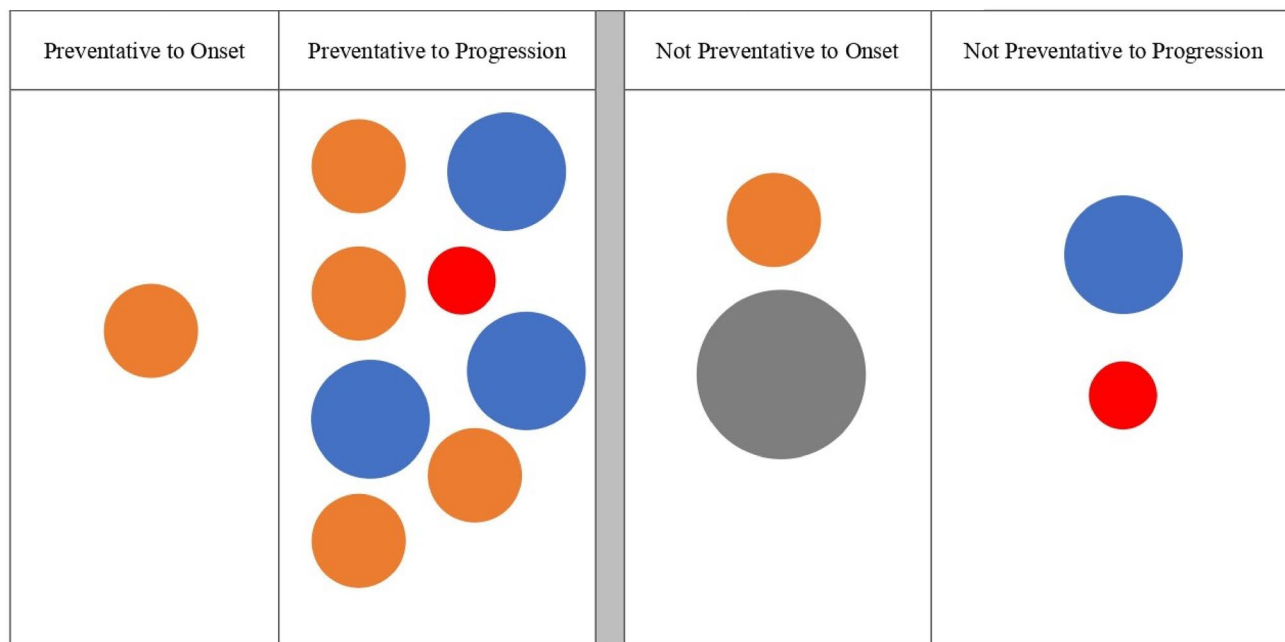 Preventative to Onset
Preventative to Progression
Not Preventative to Onset
Not Preventative to Progression